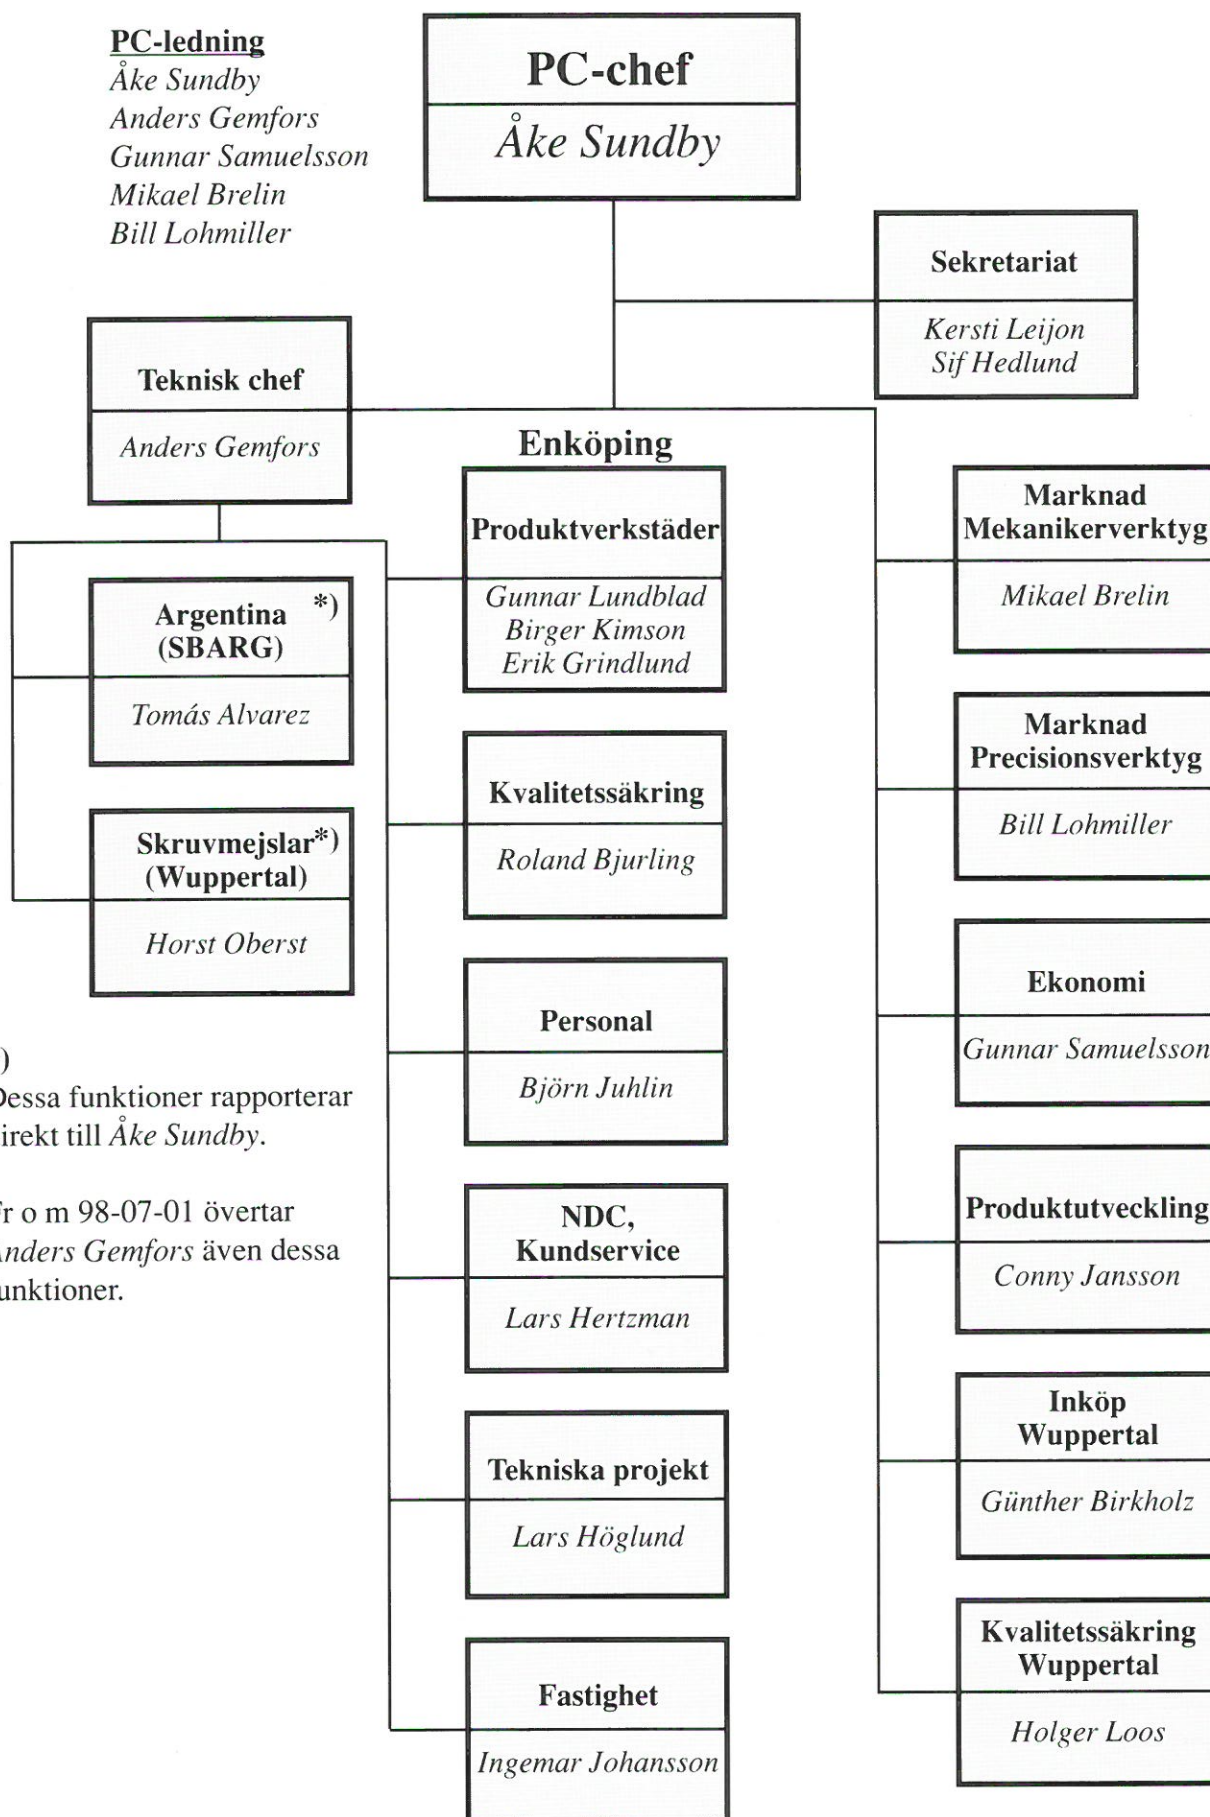 PC-ledning
Åke Sundby
Anders Gemfors
Gunnar Samuelsson
Mikael Brelin
Bill Lohmiller
PC-chef
Åke Sundby
Sekretariat
Kersti Leijon
Sif Hedlund
Teknisk chef
Anders Gemfors
Argentina *)
(SBARG)
Tomás Alvarez
Skruvmejslar*)
(Wuppertal)
Horst Oberst
)
Dessa funktioner rapporterar
irekt till Åke Sundby.
r o m 98-07-01 övertar
nders Gemfors även dessa
unktioner.
Enköping
Produktverkstäder
Gunnar Lundblad
Birger Kimson
Erik Grindlund
Kvalitetssäkring
Roland Bjurling
Personal
Björn Juhlin
NDC,
Kundservice
Lars Hertzman
Tekniska projekt
Lars Höglund
Fastighet
Ingemar Johansson
Marknad
Mekanikerverktyg
Mikael Brelin
Marknad
Precisionsverktyg
Bill Lohmiller
Ekonomi
Gunnar Samuelsson
Produktutveckling
Conny Jansson
Inköp
Wuppertal
Günther Birkholz
Kvalitetssäkring
Wuppertal
Holger Loos